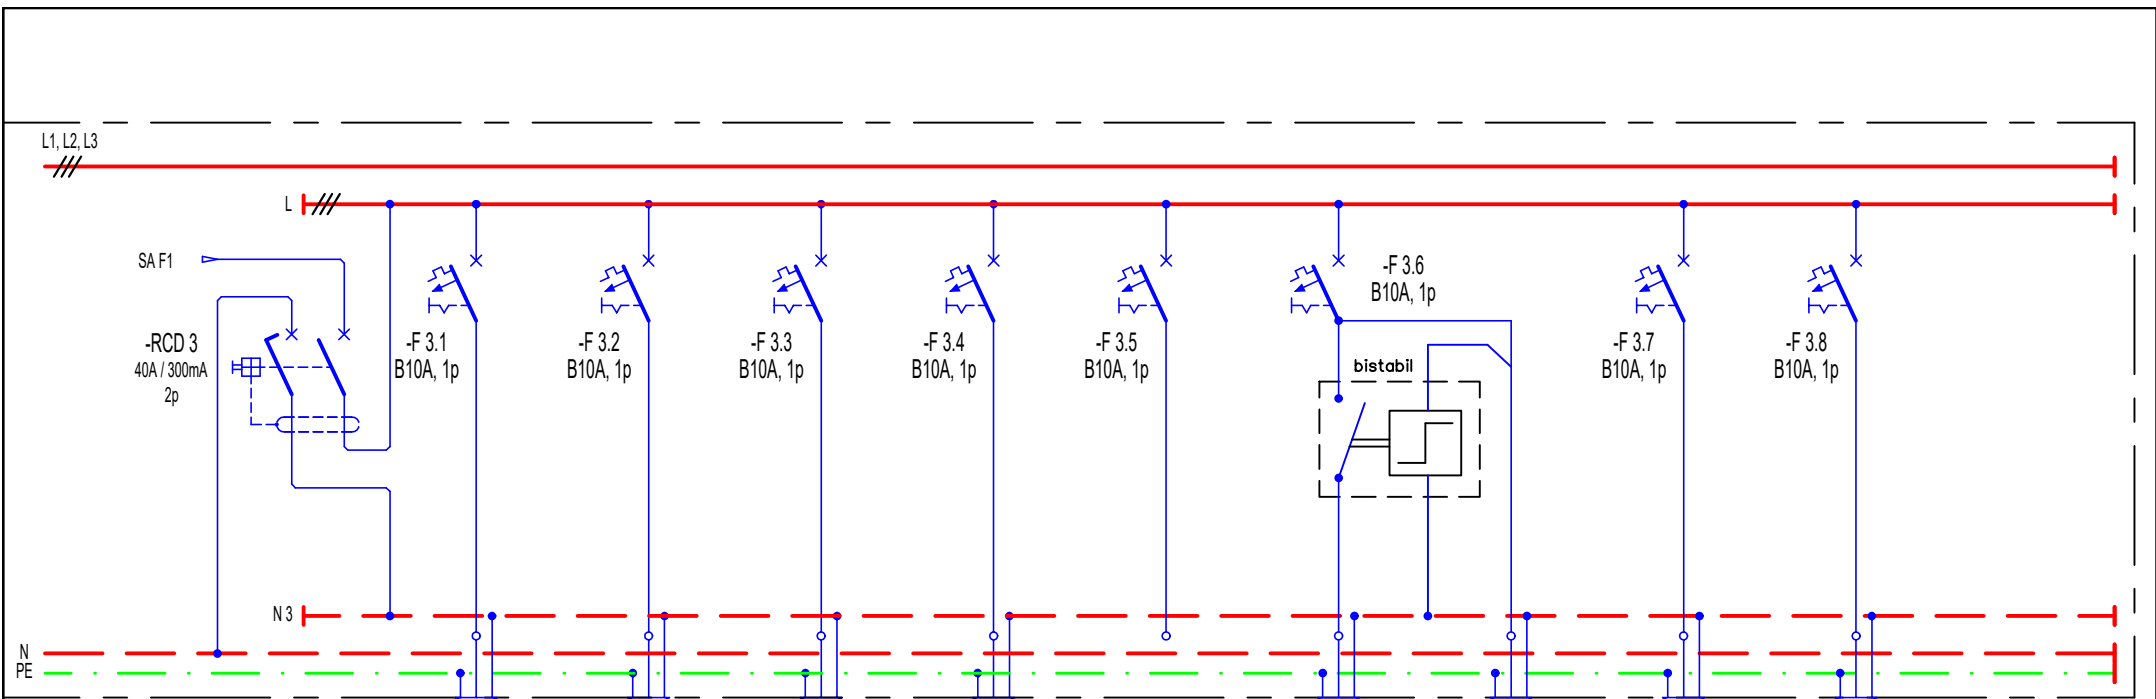 L1, L2, L3
L
SA F1
-RCD 3
40A / 300mA
2p
-F 3.1
B10A, 1p
-F 3.2
B10A, 1p
-F 3.3
B10A, 1p
-F 3.4
B10A, 1p
-F 3.5
B10A, 1p
-F 3.6
B10A, 1p
bistabil
-F 3.7
B10A, 1p
-F 3.8
B10A, 1p
N 3
N
PE